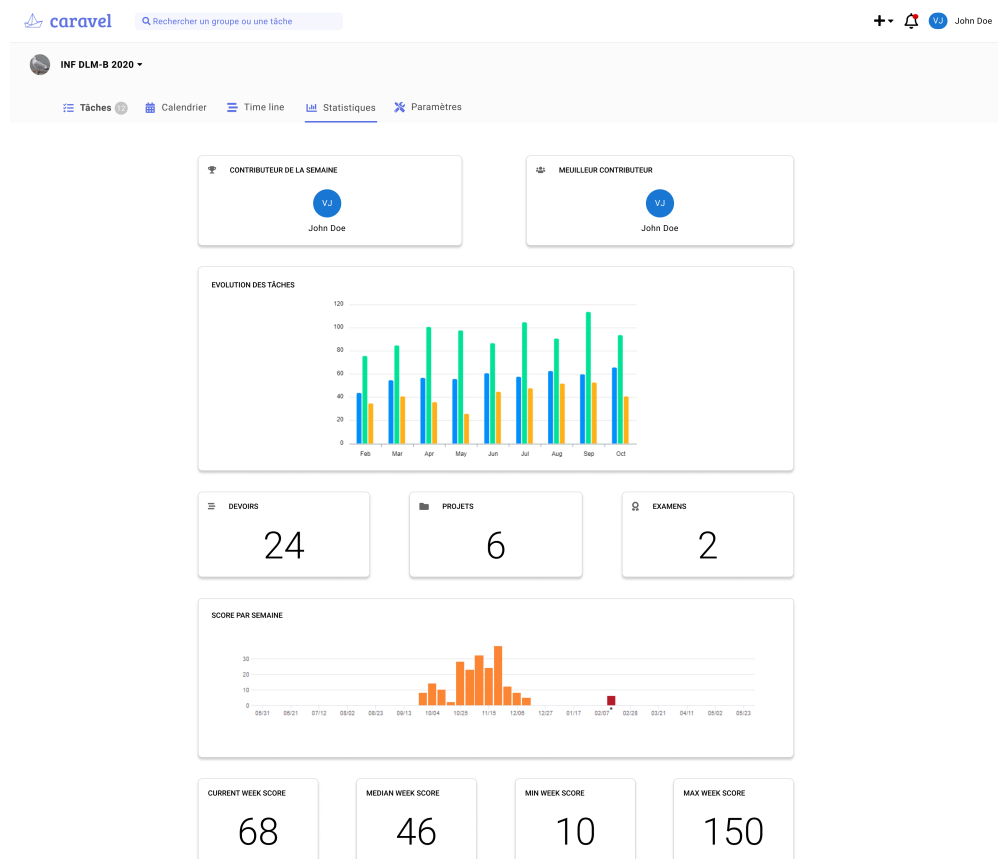 caravel
Rechercher un groupe ou une tâche
VJ John Doe
INF DLM-B 2020
Tâches 12 Calendrier Time line Statistiques Paramètres
CONTRIBUTEUR DE LA SEMAINE
VJ
John Doe
MEUILLEUR CONTRIBUTEUR
VJ
John Doe
EVOLUTION DES TÂCHES
120
100
80
60
40
20
0
Feb Mar Apr May Jun Jul Aug Sep Oct
DEVOIRS
24
PROJETS
6
EXAMENS
2
SCORE PAR SEMAINE
30
20
10
0
05/31 06/21 07/12 08/02 08/23 09/13 10/04 10/25 11/15 12/06 12/27 01/17 02/07 02/28 03/21 04/11 05/02 05/23
CURRENT WEEK SCORE
68
MEDIAN WEEK SCORE
46
MIN WEEK SCORE
10
MAX WEEK SCORE
150